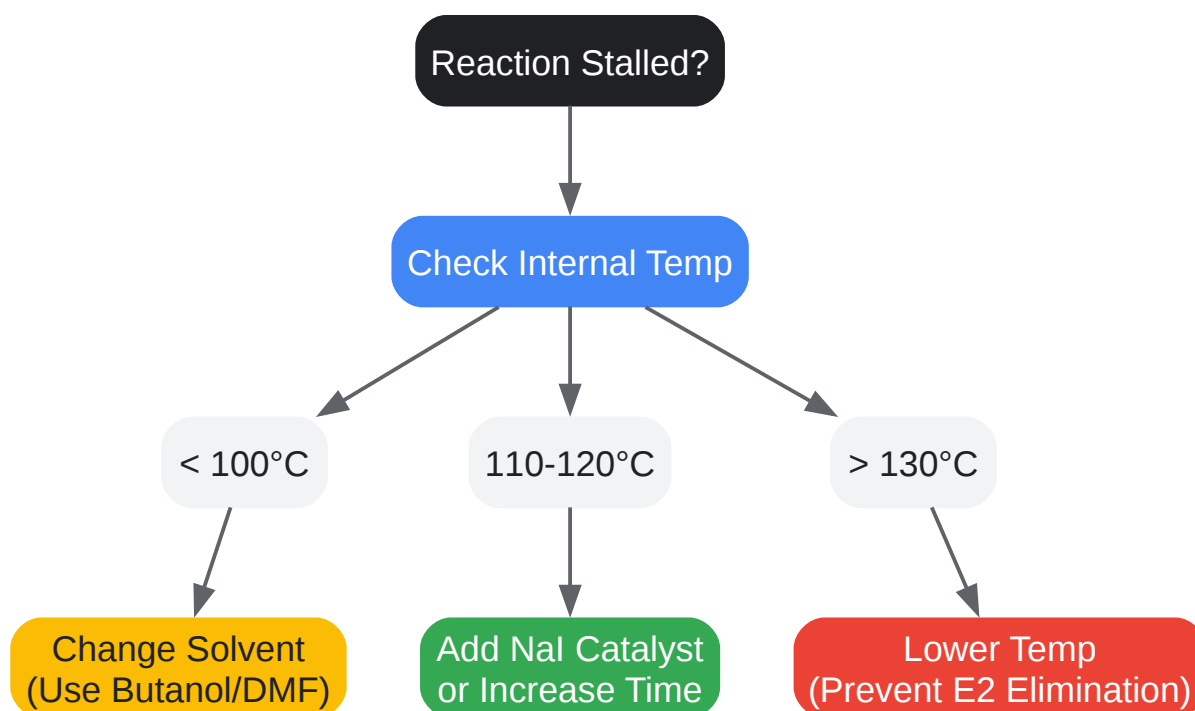 Reaction Stalled?
Check Internal Temp
< 100°C
110-120°C
> 130°C
Change Solvent
(Use Butanol/DMF)
Add NaI Catalyst
or Increase Time
Lower Temp
(Prevent E2 Elimination)